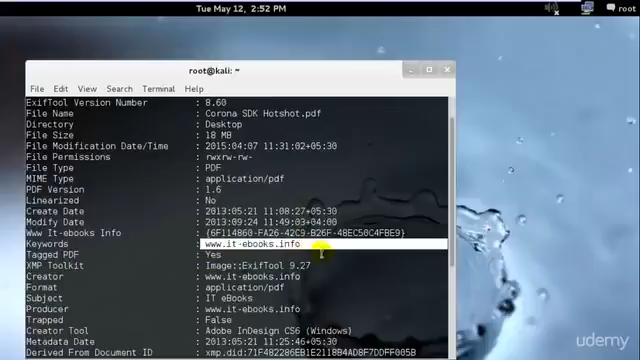 Tue May 12, 2:52 PM
root
root@kali: ~
File Edit View Search Terminal Help
ExifTool Version Number : 8.60
File Name : Corona SDK Hotshot.pdf
Directory : Desktop
File Size : 18 MB
File Modification Date/Time : 2015:04:07 11:31:02+05:30
File Permissions : rwxrw-rw-
File Type : PDF
MIME Type : application/pdf
PDF Version : 1.6
Linearized : No
Create Date : 2013:05:21 11:08:27+05:30
Modify Date : 2013:09:24 11:49:03+04:00
Www It-ebooks Info : {6F114860-FA26-42C9-B26F-4BEC50C4FBE9}
Keywords : www.it-ebooks.info
Tagged PDF : Yes
XMP Toolkit : Image::ExifTool 9.27
Creator : www.it-ebooks.info
Format : application/pdf
Subject : IT eBooks
Producer : www.it-ebooks.info
Trapped : False
Creator Tool : Adobe InDesign CS6 (Windows)
Metadata Date : 2013:05:21 11:25:46+05:30
Derived From Document ID : xmp.did:71F482286EB1E2118B4AD8F7DDFF005B
udemy